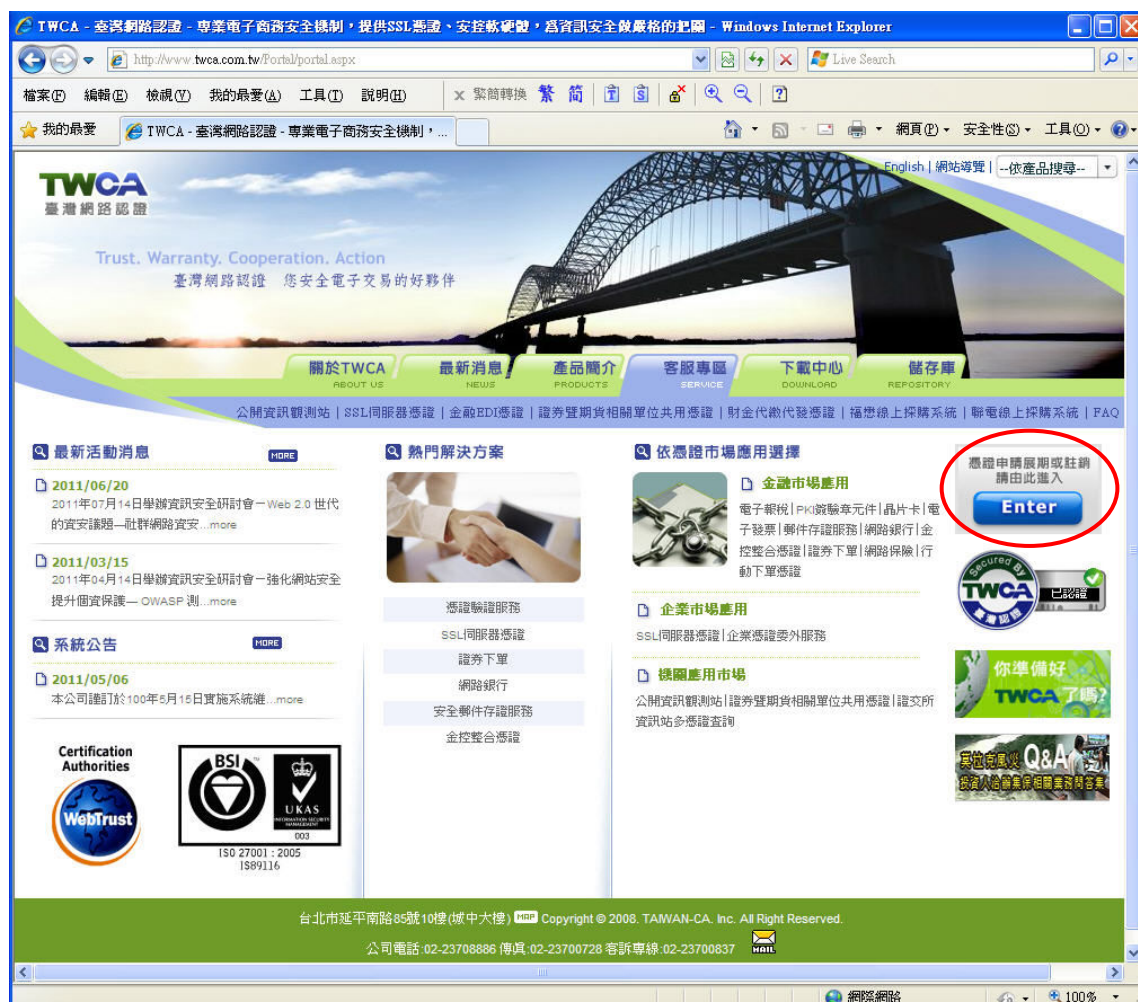 TWCA - 臺灣網路認證 - 專業電子商務安全機制，提供SSL憑證、安控軟硬體，為資訊安全做嚴格的把關 - Windows Internet Explorer
http://www.twca.com.tw/Portal/portal.aspx
Live Search
檔案(F) 編輯(E) 檢視(V) 我的最愛(A) 工具(T) 說明(H)
x 繁簡轉換 繁 简
我的最愛
TWCA - 臺灣網路認證 - 專業電子商務安全機制，...
網頁(P) 安全性(S) 工具(O)
English | 網站導覽 | --依產品搜尋--
TWCA
臺灣網路認證
Trust. Warranty. Cooperation. Action
臺灣網路認證 您安全電子交易的好夥伴
關於TWCA 最新消息 產品簡介 客服專區 下載中心 儲存庫
ABOUT US NEWS PRODUCTS SERVICE DOWNLOAD REPOSITORY
公開資訊觀測站 | SSL伺服器憑證 | 金融EDI憑證 | 證券暨期貨相關單位共用憑證 | 財金代繳代發憑證 | 福懋線上採購系統 | 聯電線上採購系統 | FAQ
最新活動消息 MORE
2011/06/20
2011年07月14日舉辦資訊安全研討會－Web 2.0 世代
的資安議題—社群網路資安...more
2011/03/15
2011年04月14日舉辦資訊安全研討會－強化網站安全
提升個資保護— OWASP 測...more
系統公告 MORE
2011/05/06
本公司謹訂於100年5月15日實施系統維...more
Certification
Authorities
WebTrust
BSI
UKAS
INFORMATION SECURITY
MANAGEMENT
003
ISO 27001 : 2005
IS89116
熱門解決方案
憑證驗證服務
SSL伺服器憑證
證券下單
網路銀行
安全郵件存證服務
金控整合憑證
依憑證市場應用選擇
金融市場應用
電子報稅|PKI簽驗章元件|晶片卡|電
子發票|郵件存證服務|網路銀行|金
控整合憑證|證券下單|網路保險|行
動下單憑證
企業市場應用
SSL伺服器憑證|企業憑證委外服務
機關應用市場
公開資訊觀測站|證券暨期貨相關單位共用憑證|證交所
資訊站多憑證查詢
憑證申請展期或註銷
請由此進入
Enter
Secured By
TWCA
臺灣認證
已認證
你準備好
TWCA 了嗎?
莫拉克風災 Q&A
投資人洽辦集保相關業務問答集
台北市延平南路85號10樓(城中大樓) MAP Copyright © 2008. TAIWAN-CA. Inc. All Right Reserved.
公司電話:02-23708886 傳真:02-23700728 客訴專線:02-23700837 MAIL
網際網路 100%